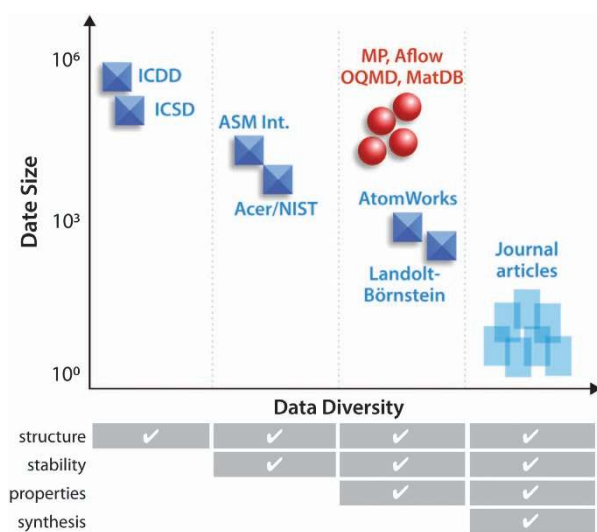 10⁶
ICDD
ICSD
MP, Aflow
OQMD, MatDB
ASM Int.
Acer/NIST
AtomWorks
Landolt-
Börnstein
Journal
articles
Date Size
10³
10⁰
Data Diversity
structure ✓ ✓ ✓ ✓
stability ✓ ✓ ✓
properties ✓ ✓
synthesis ✓